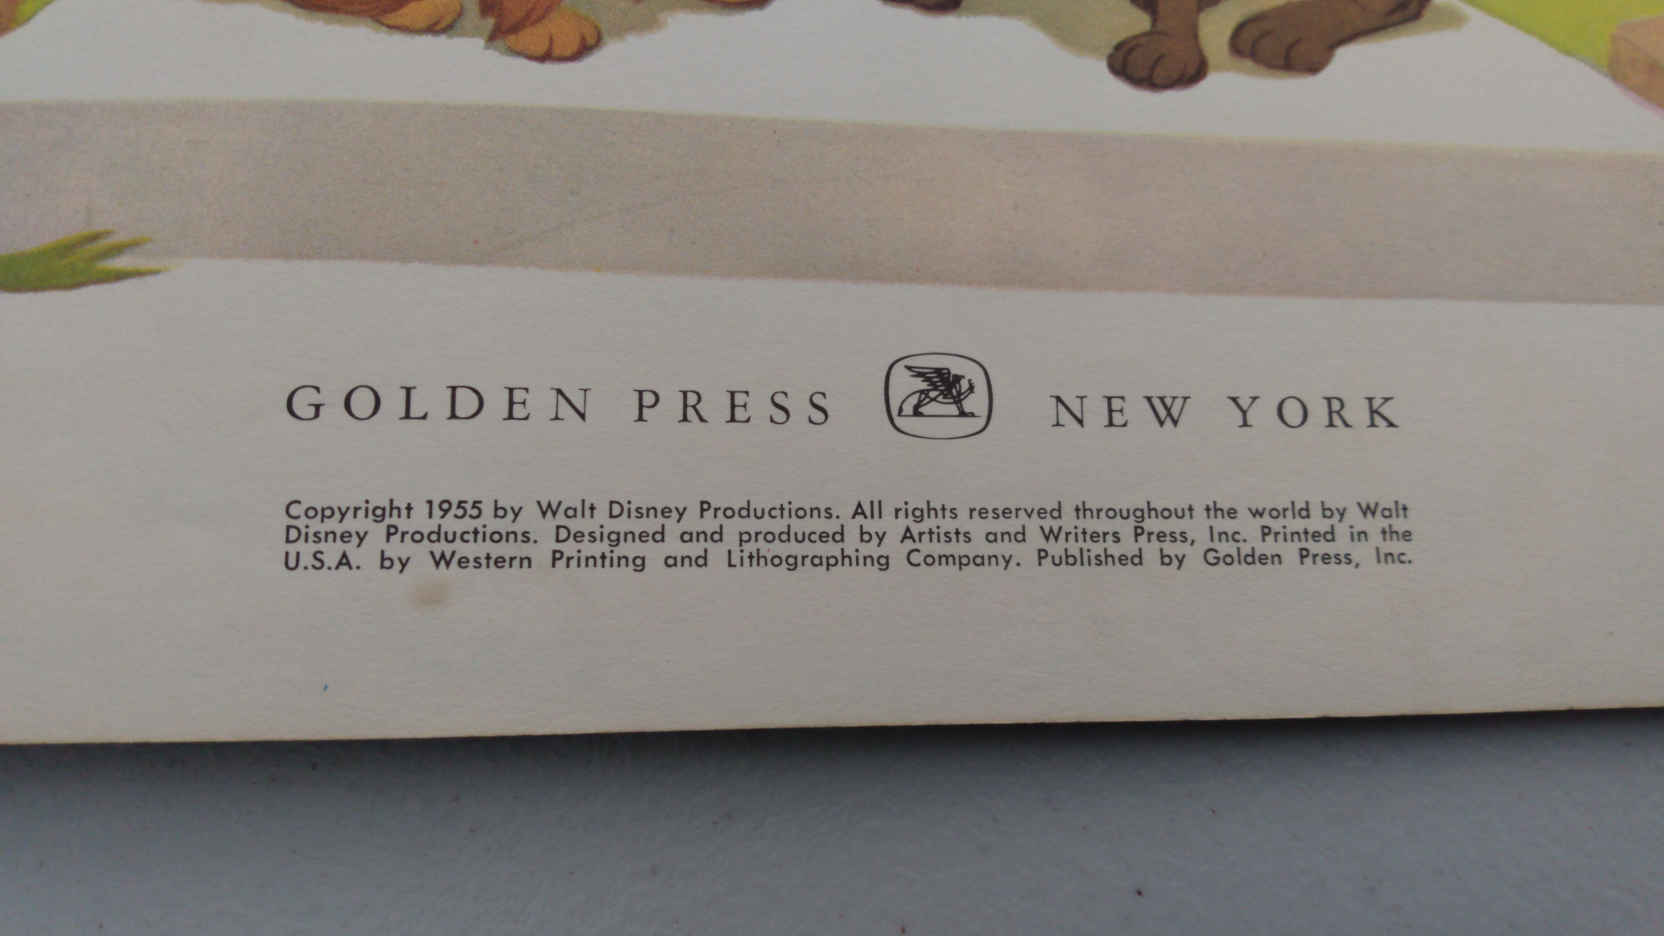 GOLDEN PRESS NEW YORK
Copyright 1955 by Walt Disney Productions. All rights reserved throughout the world by Walt
Disney Productions. Designed and produced by Artists and Writers Press, Inc. Printed in the
U.S.A. by Western Printing and Lithographing Company. Published by Golden Press, Inc.